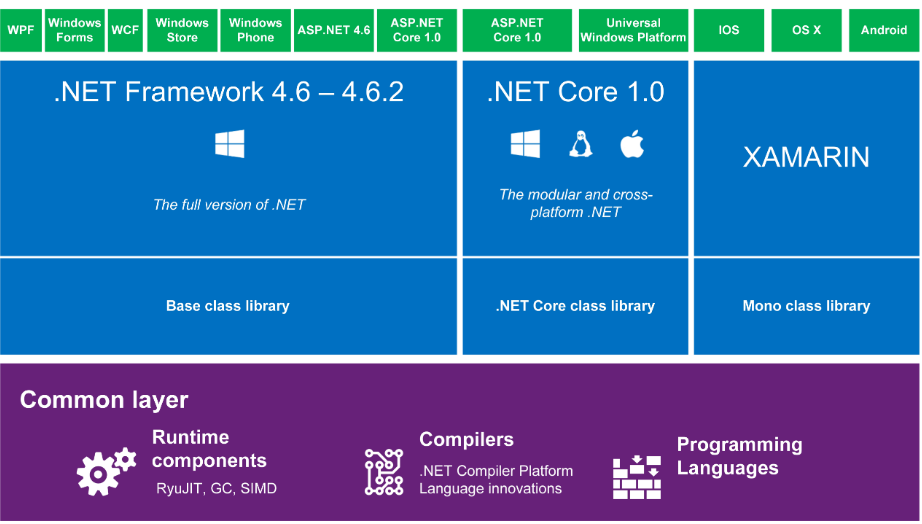 WPF
Windows
Forms
WCF
Windows
Store
Windows
Phone
ASP.NET 4.6
ASP.NET
Core 1.0
ASP.NET
Core 1.0
Universal
Windows Platform
IOS
OS X
Android
.NET Framework 4.6 – 4.6.2
The full version of .NET
.NET Core 1.0
The modular and cross-
platform .NET
XAMARIN
Base class library
.NET Core class library
Mono class library
Common layer
Runtime
components
RyuJIT, GC, SIMD
Compilers
.NET Compiler Platform
Language innovations
Programming
Languages